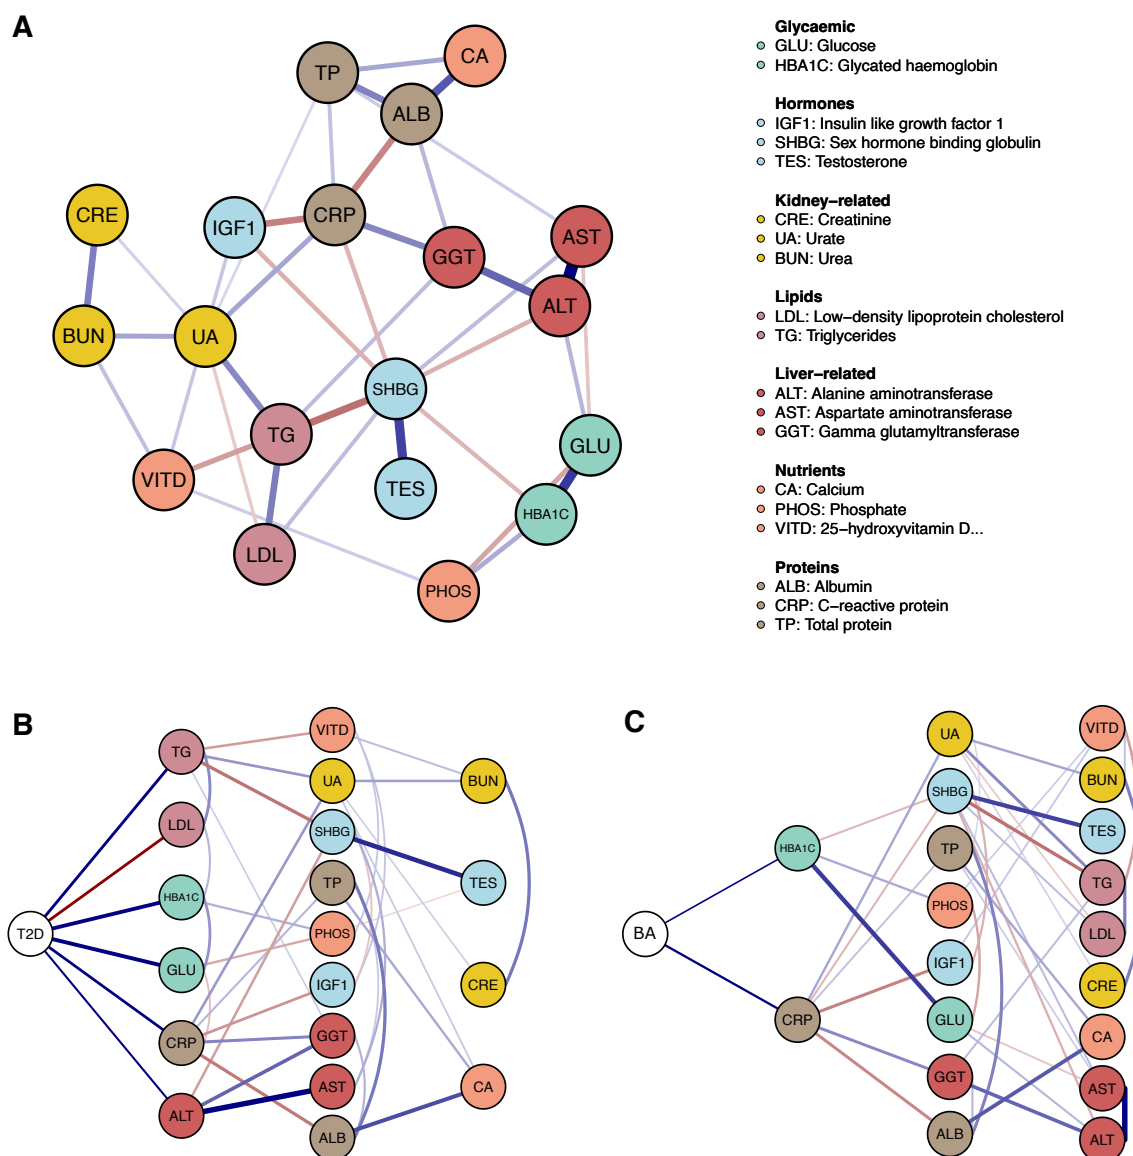 A
TP
CA
ALB
CRE
IGF1
CRP
GGT
AST
ALT
BUN
UA
SHBG
TG
GLU
VITD
TES
HBA1C
LDL
PHOS
Glycaemic
GLU: Glucose
HBA1C: Glycated haemoglobin
Hormones
IGF1: Insulin like growth factor 1
SHBG: Sex hormone binding globulin
TES: Testosterone
Kidney−related
CRE: Creatinine
UA: Urate
BUN: Urea
Lipids
LDL: Low−density lipoprotein cholesterol
TG: Triglycerides
Liver−related
ALT: Alanine aminotransferase
AST: Aspartate aminotransferase
GGT: Gamma glutamyltransferase
Nutrients
CA: Calcium
PHOS: Phosphate
VITD: 25−hydroxyvitamin D...
Proteins
ALB: Albumin
CRP: C−reactive protein
TP: Total protein
B
T2D
TG
LDL
HBA1C
GLU
CRP
ALT
VITD
UA
SHBG
TP
PHOS
IGF1
GGT
AST
ALB
BUN
TES
CRE
CA
C
BA
HBA1C
CRP
UA
SHBG
TP
PHOS
IGF1
GLU
GGT
ALB
VITD
BUN
TES
TG
LDL
CRE
CA
AST
ALT